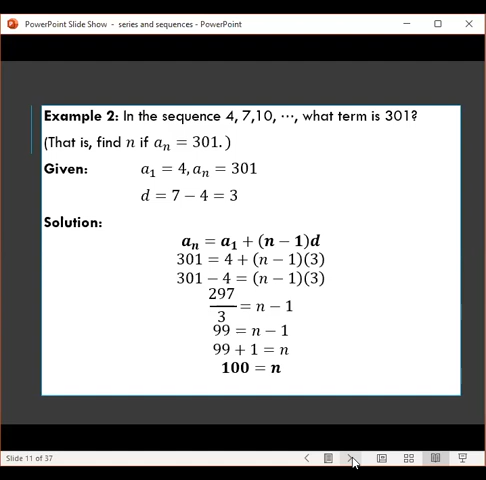 PowerPoint Slide Show - series and sequences - PowerPoint
Example 2: In the sequence 4, 7,10, ⋯, what term is 301?
(That is, find n if aₙ = 301.)
Given: a₁ = 4, aₙ = 301
d = 7 − 4 = 3
Solution:
aₙ = a₁ + (n − 1)d
301 = 4 + (n − 1)(3)
301 − 4 = (n − 1)(3)
297/3 = n − 1
99 = n − 1
99 + 1 = n
100 = n
Slide 11 of 37